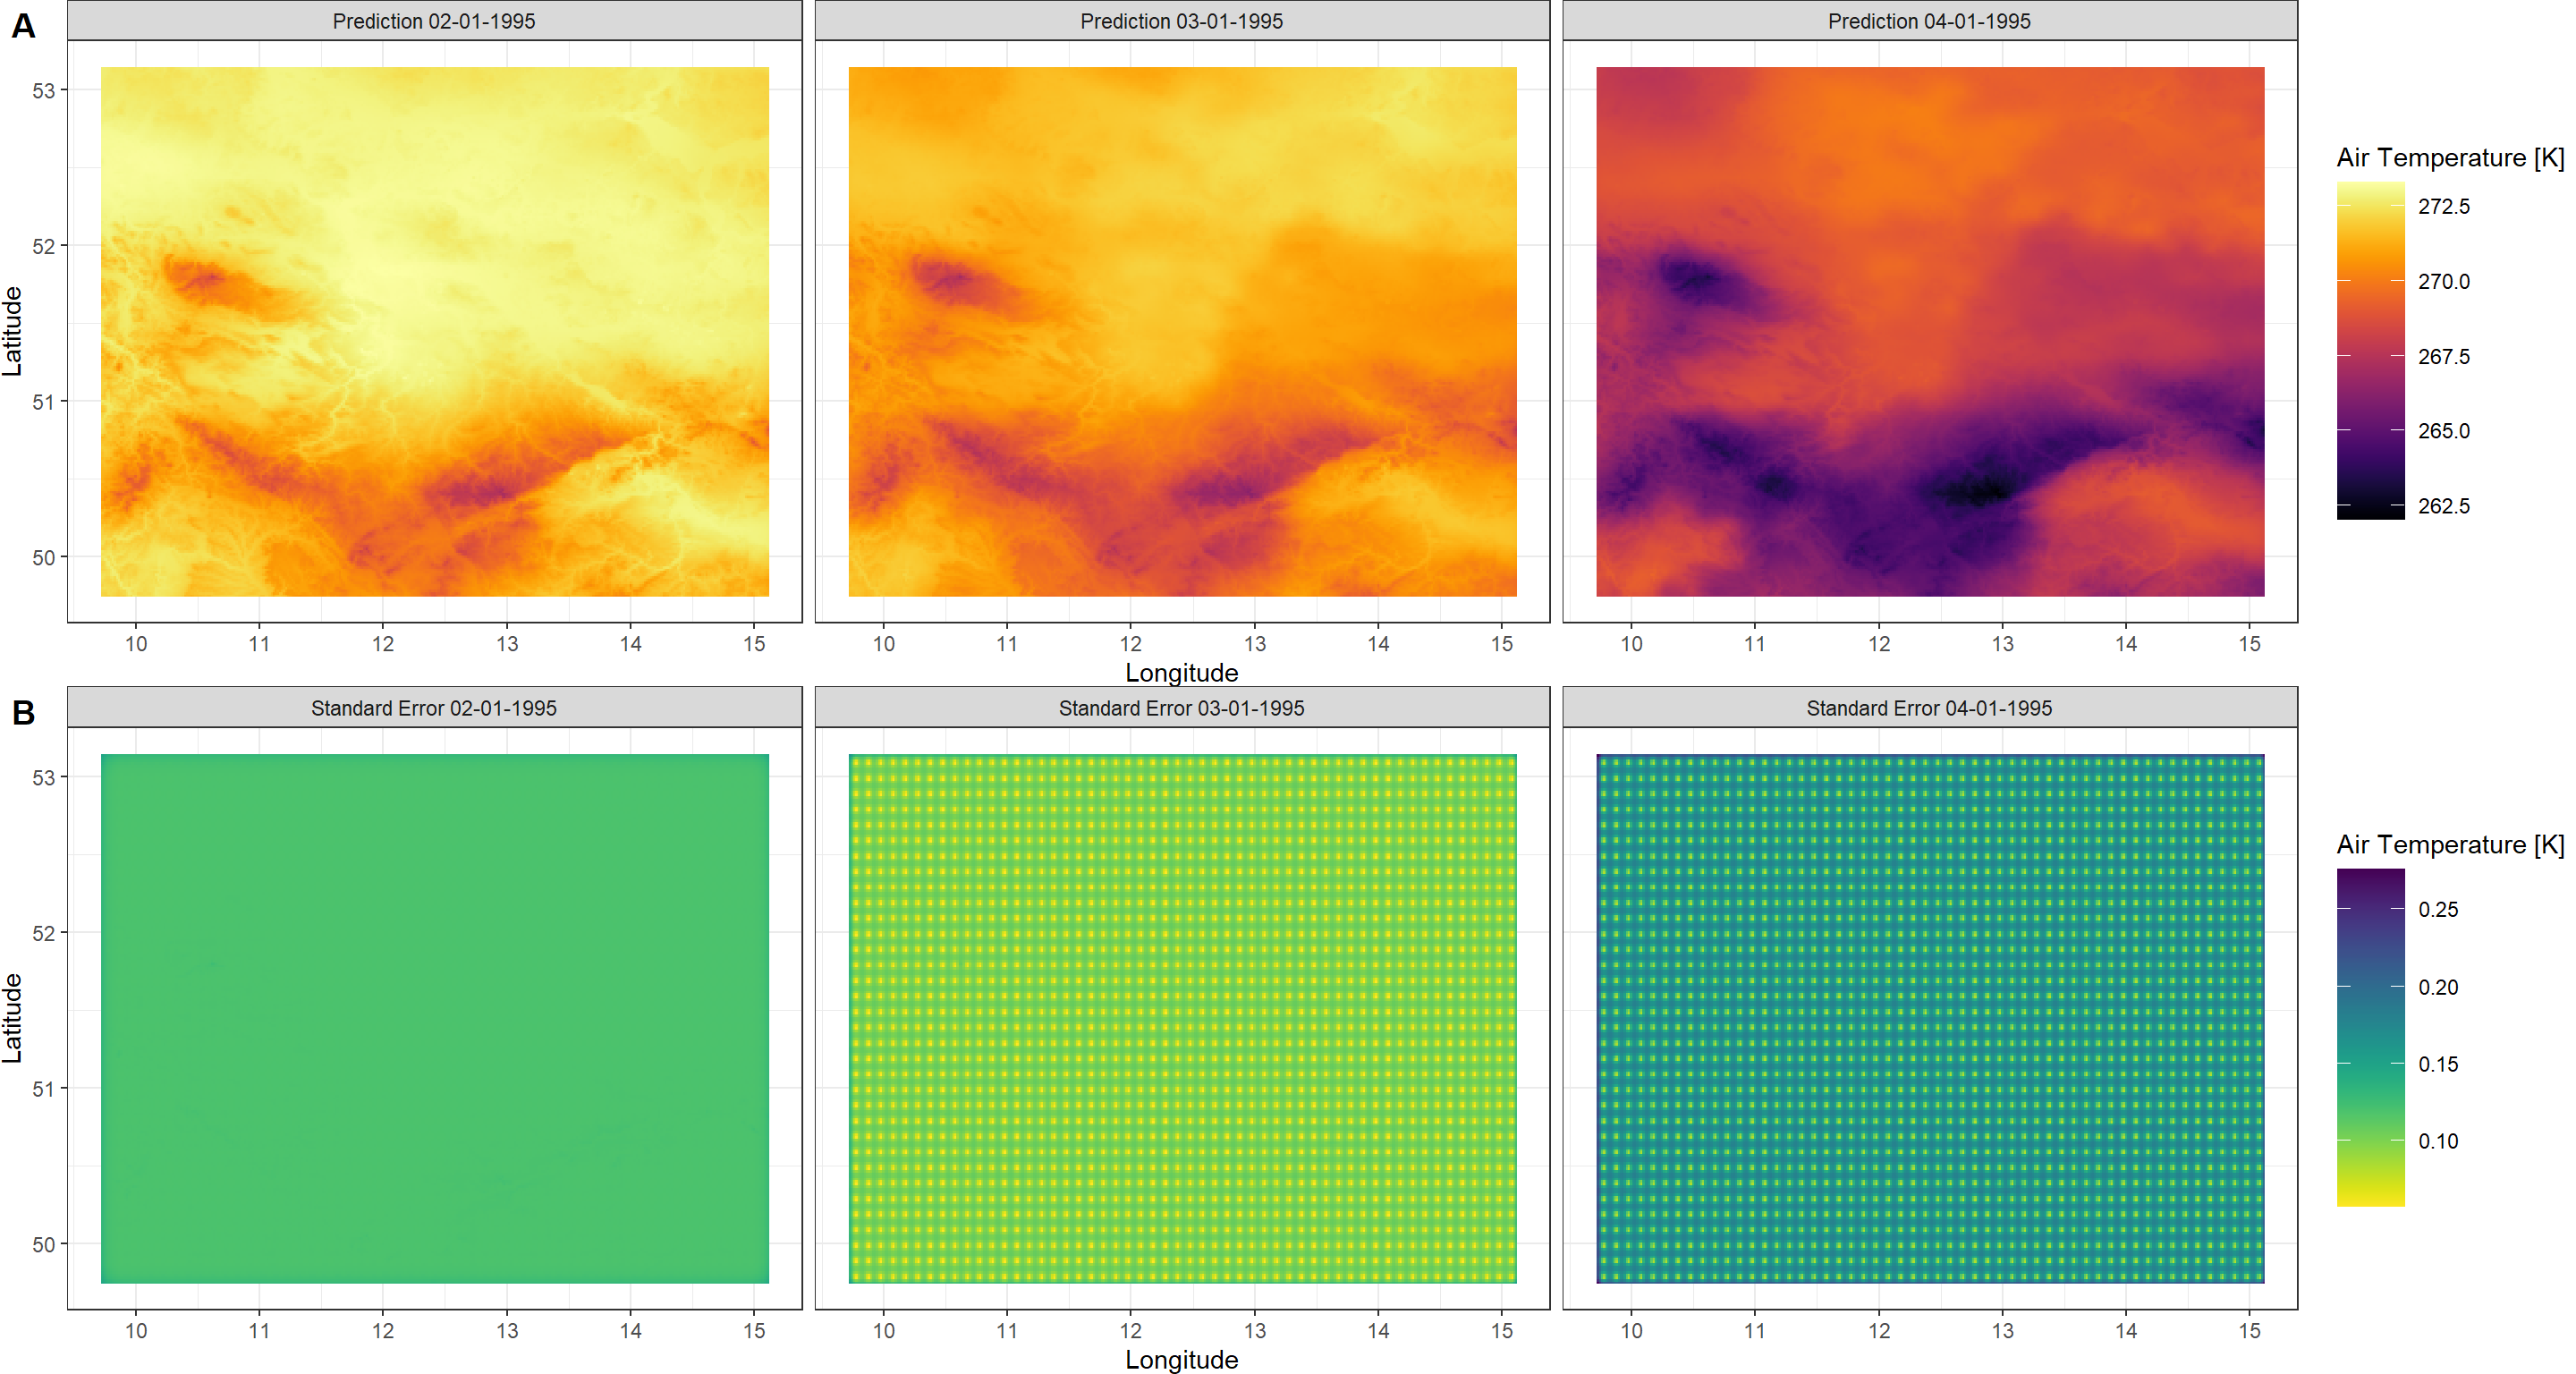 A
Prediction 02-01-1995
Prediction 03-01-1995
Prediction 04-01-1995
Latitude
53
52
51
50
10 11 12 13 14 15
10 11 12 13 14 15
10 11 12 13 14 15
Longitude
Air Temperature [K]
272.5
270.0
267.5
265.0
262.5
B
Standard Error 02-01-1995
Standard Error 03-01-1995
Standard Error 04-01-1995
Latitude
53
52
51
50
10 11 12 13 14 15
10 11 12 13 14 15
10 11 12 13 14 15
Longitude
Air Temperature [K]
0.25
0.20
0.15
0.10